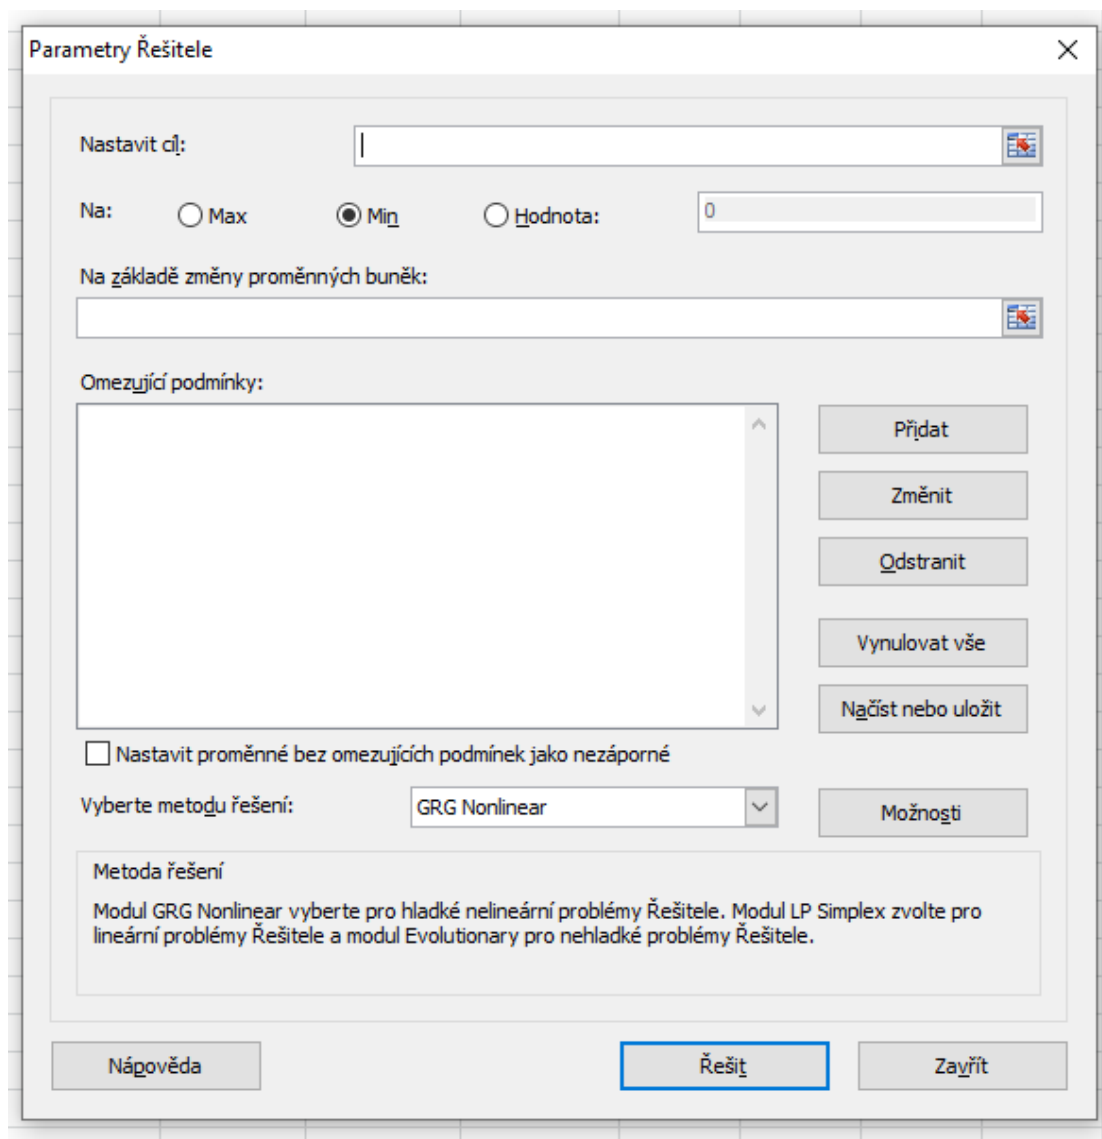 Parametry Řešitele
Nastavit cíl:
Na:
Max
Min
Hodnota:
0
Na základě změny proměnných buněk:
Omezující podmínky:
Přidat
Změnit
Odstranit
Vynulovat vše
Načíst nebo uložit
Nastavit proměnné bez omezujících podmínek jako nezáporné
Vyberte metodu řešení:
GRG Nonlinear
Možnosti
Metoda řešení
Modul GRG Nonlinear vyberte pro hladké nelineární problémy Řešitele. Modul LP Simplex zvolte pro
lineární problémy Řešitele a modul Evolutionary pro nehladké problémy Řešitele.
Nápověda
Řešit
Zavřít